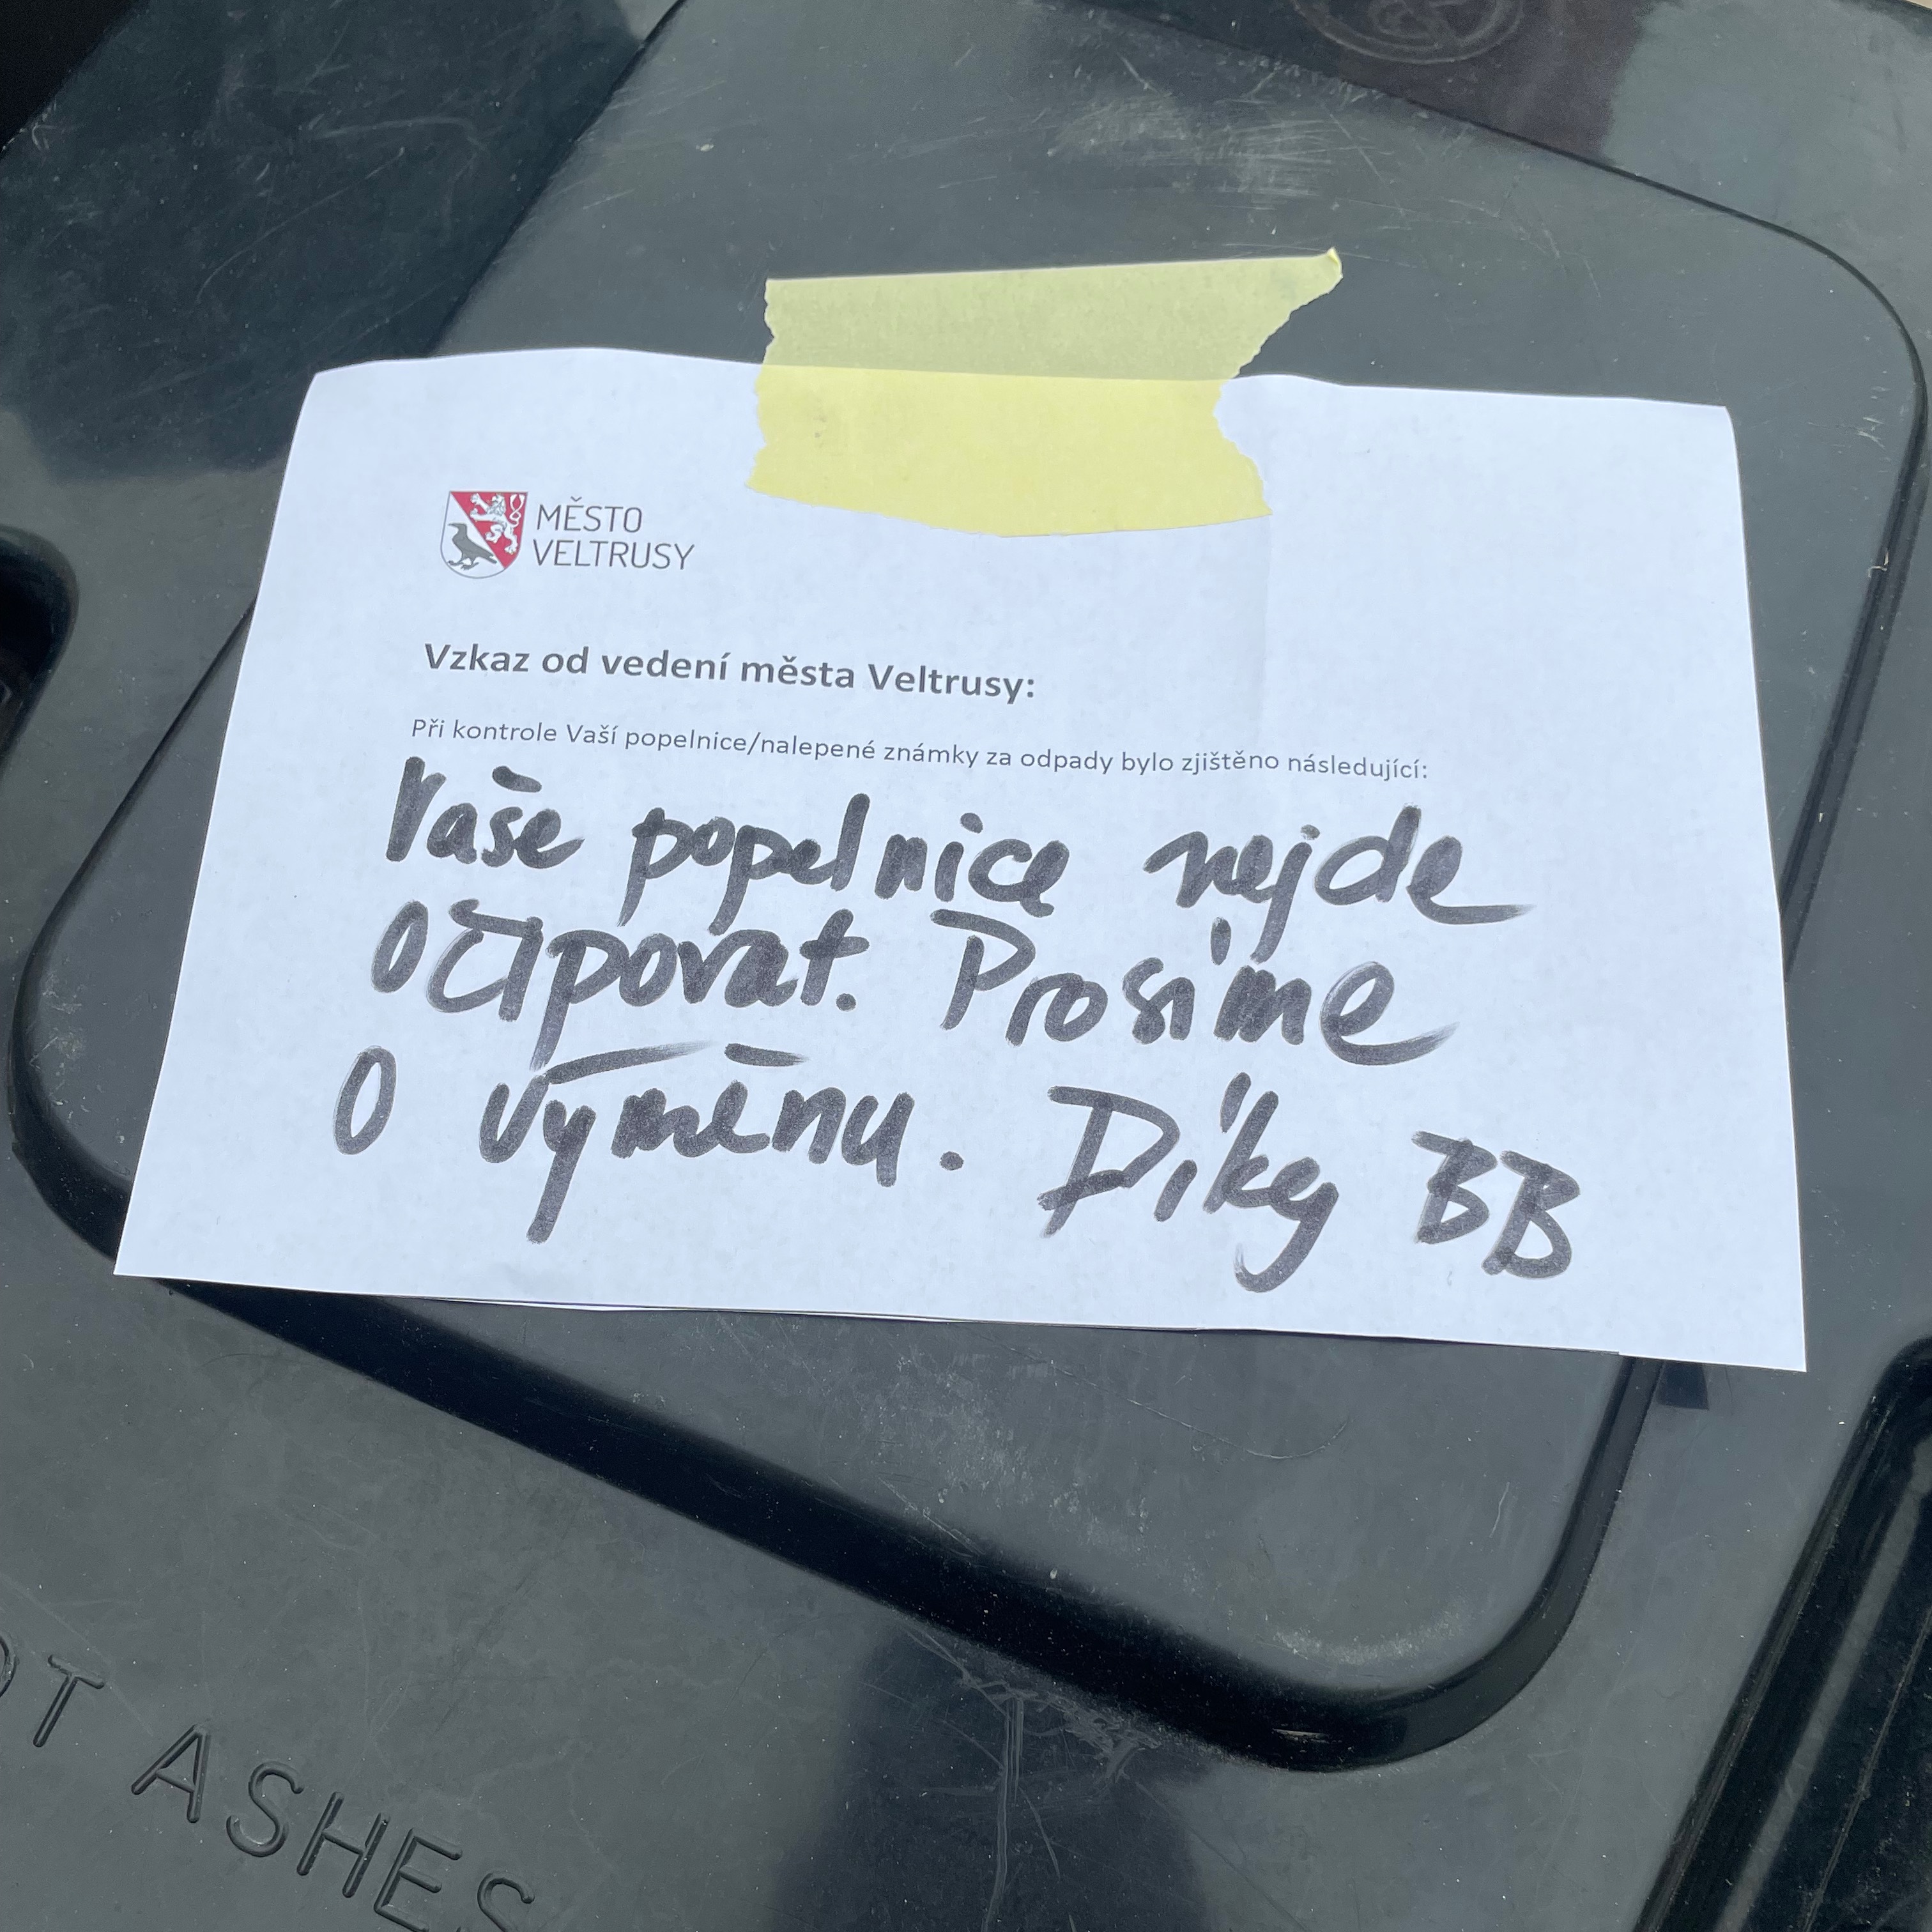 MĚSTO
VELTRUSY
Vzkaz od vedení města Veltrusy:
Při kontrole Vaší popelnice/nalepené známky za odpady bylo zjištěno následující:
Vaše popelnice nejde
očipovat. Prosíme
o výměnu. Díky BB
OT ASHES